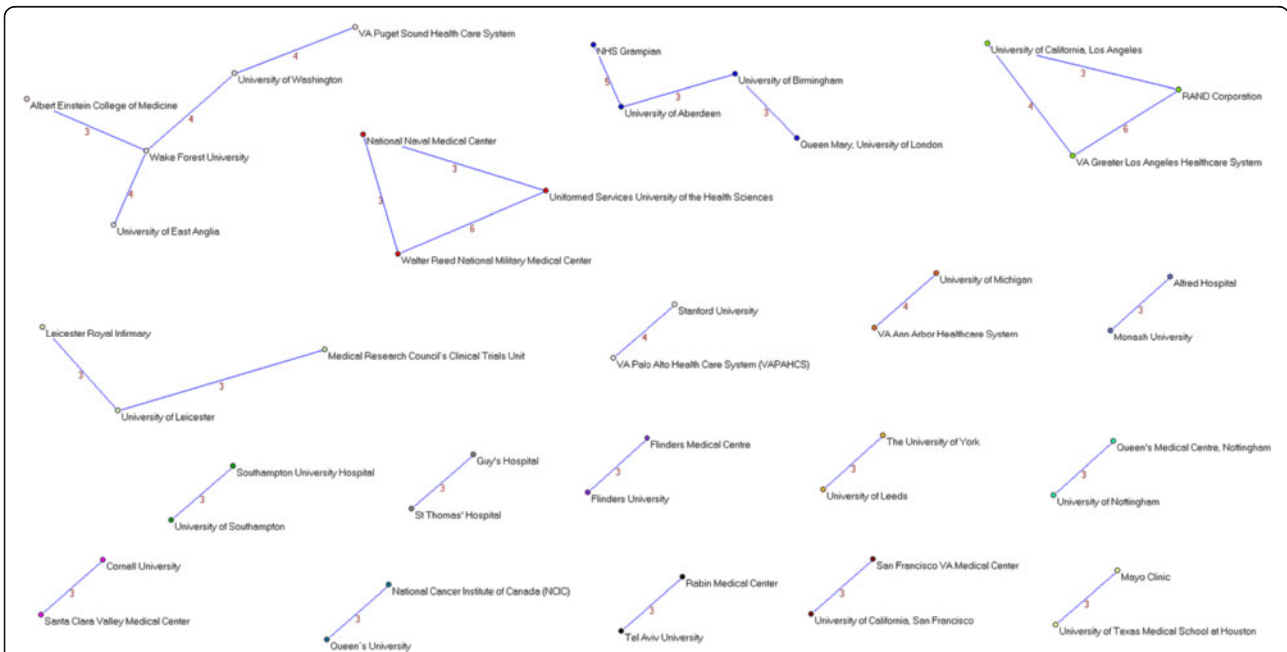 VA Puget Sound Health Care System
4
University of Washington
Albert Einstein College of Medicine
3
4
Wake Forest University
4
University of East Anglia
NHS Grampian
5
University of Birmingham
3
University of Aberdeen
3
Queen Mary, University of London
University of California, Los Angeles
3
RAND Corporation
4
6
VA Greater Los Angeles Healthcare System
National Naval Medical Center
3
3
Uniformed Services University of the Health Sciences
6
Walter Reed National Military Medical Center
Leicester Royal Infirmary
Medical Research Council's Clinical Trials Unit
3
3
University of Leicester
Stanford University
4
VA Palo Alto Health Care System (VAPAHCS)
University of Michigan
4
VA Ann Arbor Healthcare System
Alfred Hospital
3
Monash University
Southampton University Hospital
3
University of Southampton
Guy's Hospital
3
St Thomas' Hospital
Flinders Medical Centre
3
Flinders University
The University of York
3
University of Leeds
Queen's Medical Centre, Nottingham
3
University of Nottingham
Cornell University
3
Santa Clara Valley Medical Center
National Cancer Institute of Canada (NCIC)
3
Queen's University
Rabin Medical Center
3
Tel Aviv University
San Francisco VA Medical Center
3
University of California, San Francisco
Mayo Clinic
3
University of Texas Medical School at Houston